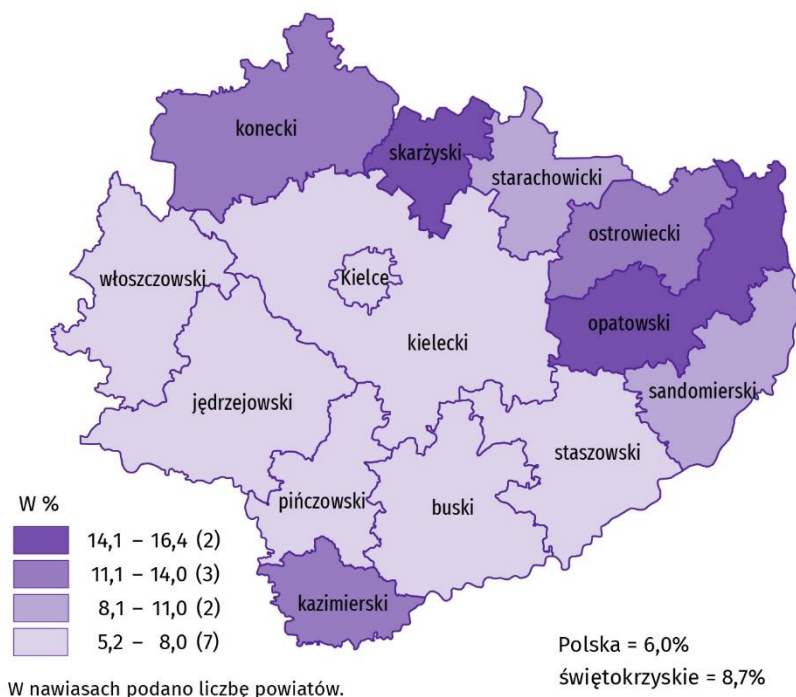 konecki
skarżyski
starachowicki
ostrowiecki
włoszczowski
Kielce
opatowski
kielecki
sandomierski
jędrzejowski
staszowski
pińczowski
buski
kazimierski
W %
14,1 – 16,4 (2)
11,1 – 14,0 (3)
8,1 – 11,0 (2)
5,2 – 8,0 (7)
Polska = 6,0%
świętokrzyskie = 8,7%
W nawiasach podano liczbę powiatów.